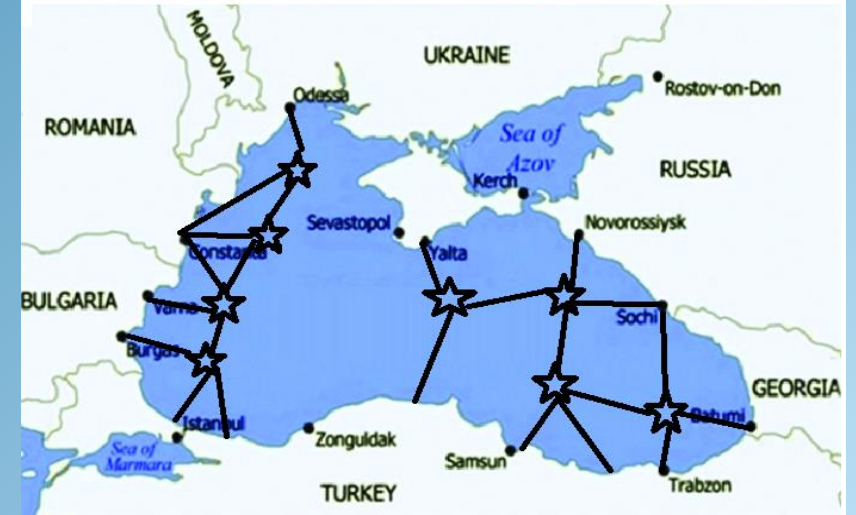 MOLDOVA
UKRAINE
Odessa
Rostov-on-Don
ROMANIA
Sea of
Azov
RUSSIA
Kerch
Sevastopol
Novorossiysk
Constanta
Yalta
BULGARIA
Varna
Sochi
Burgas
GEORGIA
Batumi
Istanbul
Zonguldak
Sea of
Marmara
Samsun
Trabzon
TURKEY